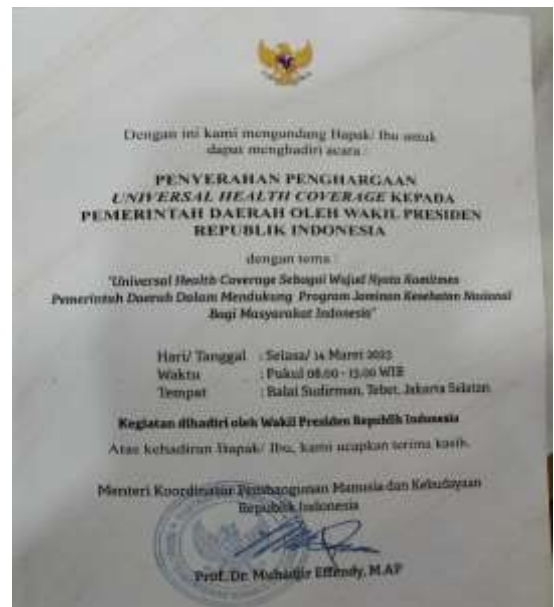 Dengan ini kami mengundang Bapak/ Ibu untuk
dapat menghadiri acara :
PENYERAHAN PENGHARGAAN
UNIVERSAL HEALTH COVERAGE KEPADA
PEMERINTAH DAERAH OLEH WAKIL PRESIDEN
REPUBLIK INDONESIA
dengan tema :
"Universal Health Coverage Sebagai Wujud Nyata Komitmen
Pemerintah Daerah Dalam Mendukung Program Jaminan Kesehatan Nasional
Bagi Masyarakat Indonesia"
Hari/ Tanggal : Selasa/ 14 Maret 2023
Waktu : Pukul 08.00 - 13.00 WIB
Tempat : Balai Sudirman, Tebet, Jakarta Selatan
Kegiatan dihadiri oleh Wakil Presiden Republik Indonesia
Atas kehadiran Bapak/ Ibu, kami ucapkan terima kasih.
Menteri Koordinator Pembangunan Manusia dan Kebudayaan
Republik Indonesia
Prof. Dr. Muhadjir Effendy, M.AP